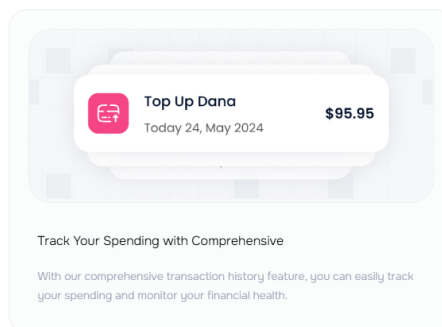 Top Up Dana
Today 24, May 2024
$95.95
Track Your Spending with Comprehensive
With our comprehensive transaction history feature, you can easily track
your spending and monitor your financial health.